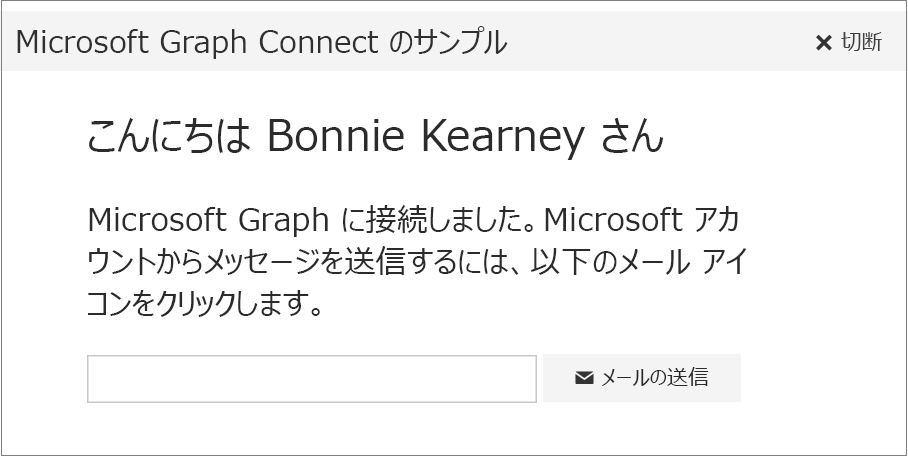 Microsoft Graph Connect のサンプル
✕ 切断
こんにちは Bonnie Kearney さん
Microsoft Graph に接続しました。Microsoft アカ
ウントからメッセージを送信するには、以下のメール アイ
コンをクリックします。
メールの送信